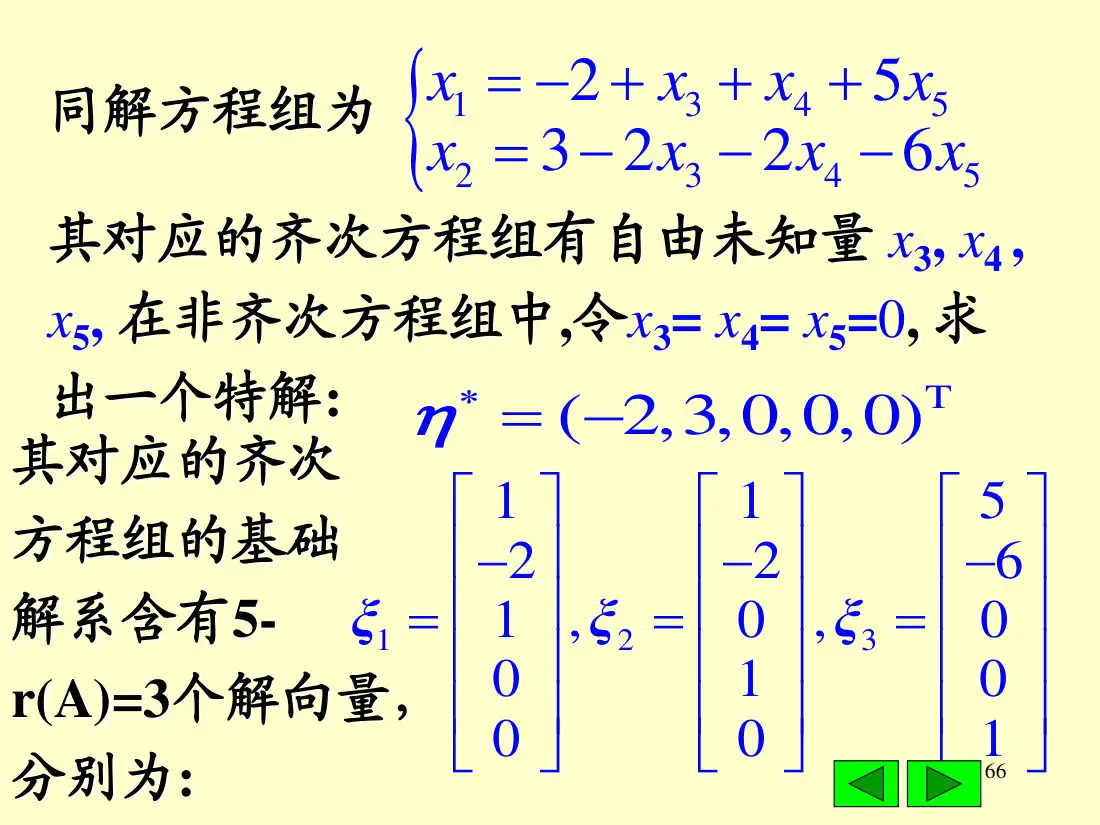 同解方程组为 { x₁ = −2 + x₃ + x₄ + 5x₅
x₂ = 3 − 2x₃ − 2x₄ − 6x₅
其对应的齐次方程组有自由未知量 x₃, x₄ ,
x₅, 在非齐次方程组中,令x₃= x₄= x₅=0, 求
出一个特解: η* = (−2, 3, 0, 0, 0)ᵀ
其对应的齐次
方程组的基础
解系含有5-
r(A)=3个解向量,
分别为:
ξ₁ = [1 −2 1 0 0], ξ₂ = [1 −2 0 1 0], ξ₃ = [5 −6 0 0 1]
66